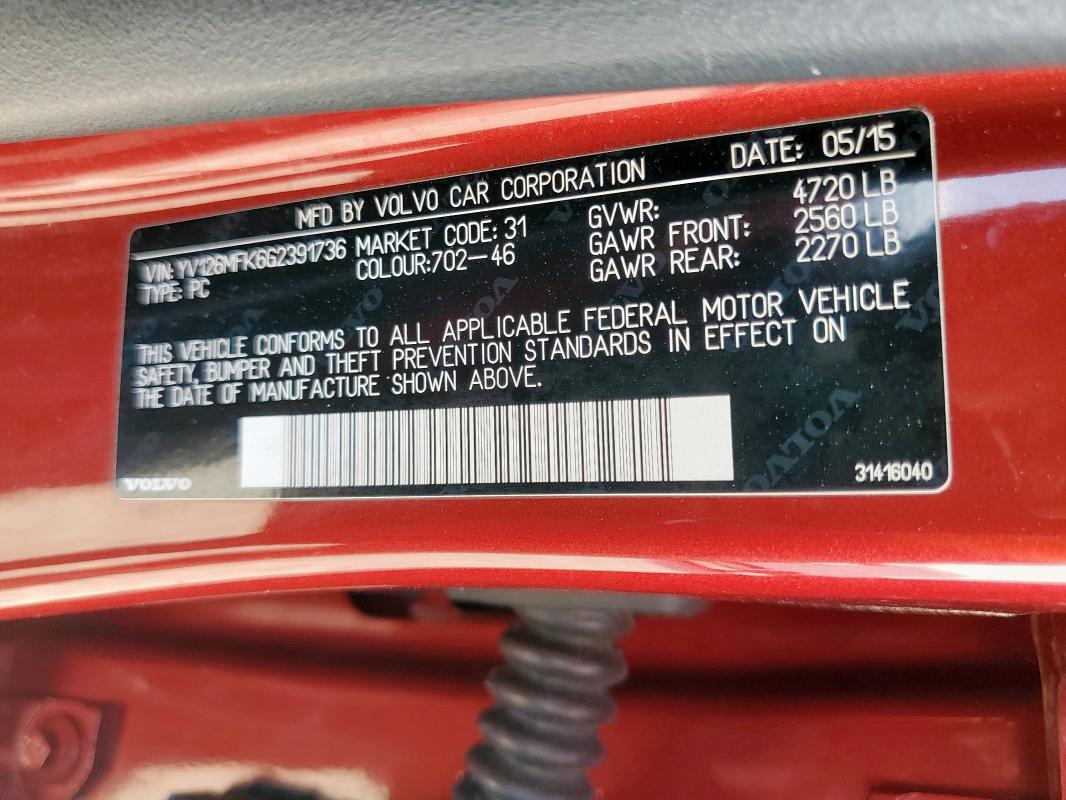 MFD BY VOLVO CAR CORPORATION DATE: 05/15
VIN: YV126MFK6G2391736 MARKET CODE: 31 GVWR: 4720 LB
TYPE: PC COLOUR:702-46 GAWR FRONT: 2560 LB
GAWR REAR: 2270 LB
THIS VEHICLE CONFORMS TO ALL APPLICABLE FEDERAL MOTOR VEHICLE
SAFETY, BUMPER AND THEFT PREVENTION STANDARDS IN EFFECT ON
THE DATE OF MANUFACTURE SHOWN ABOVE.
VOLVO 31416040